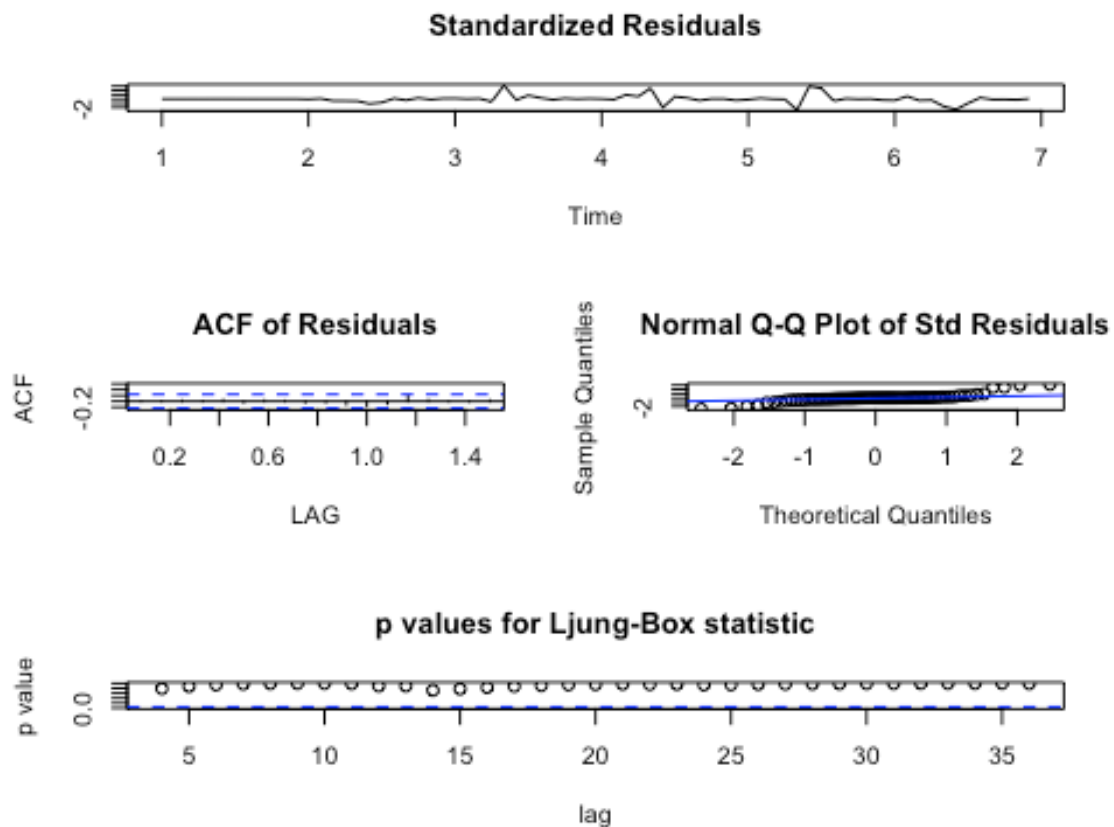 Standardized Residuals
-2
1 2 3 4 5 6 7
Time
ACF of Residuals
ACF
-0.2
0.2 0.6 1.0 1.4
LAG
Normal Q-Q Plot of Std Residuals
Sample Quantiles
-2
-2 -1 0 1 2
Theoretical Quantiles
p values for Ljung-Box statistic
p value
0.0
5 10 15 20 25 30 35
lag